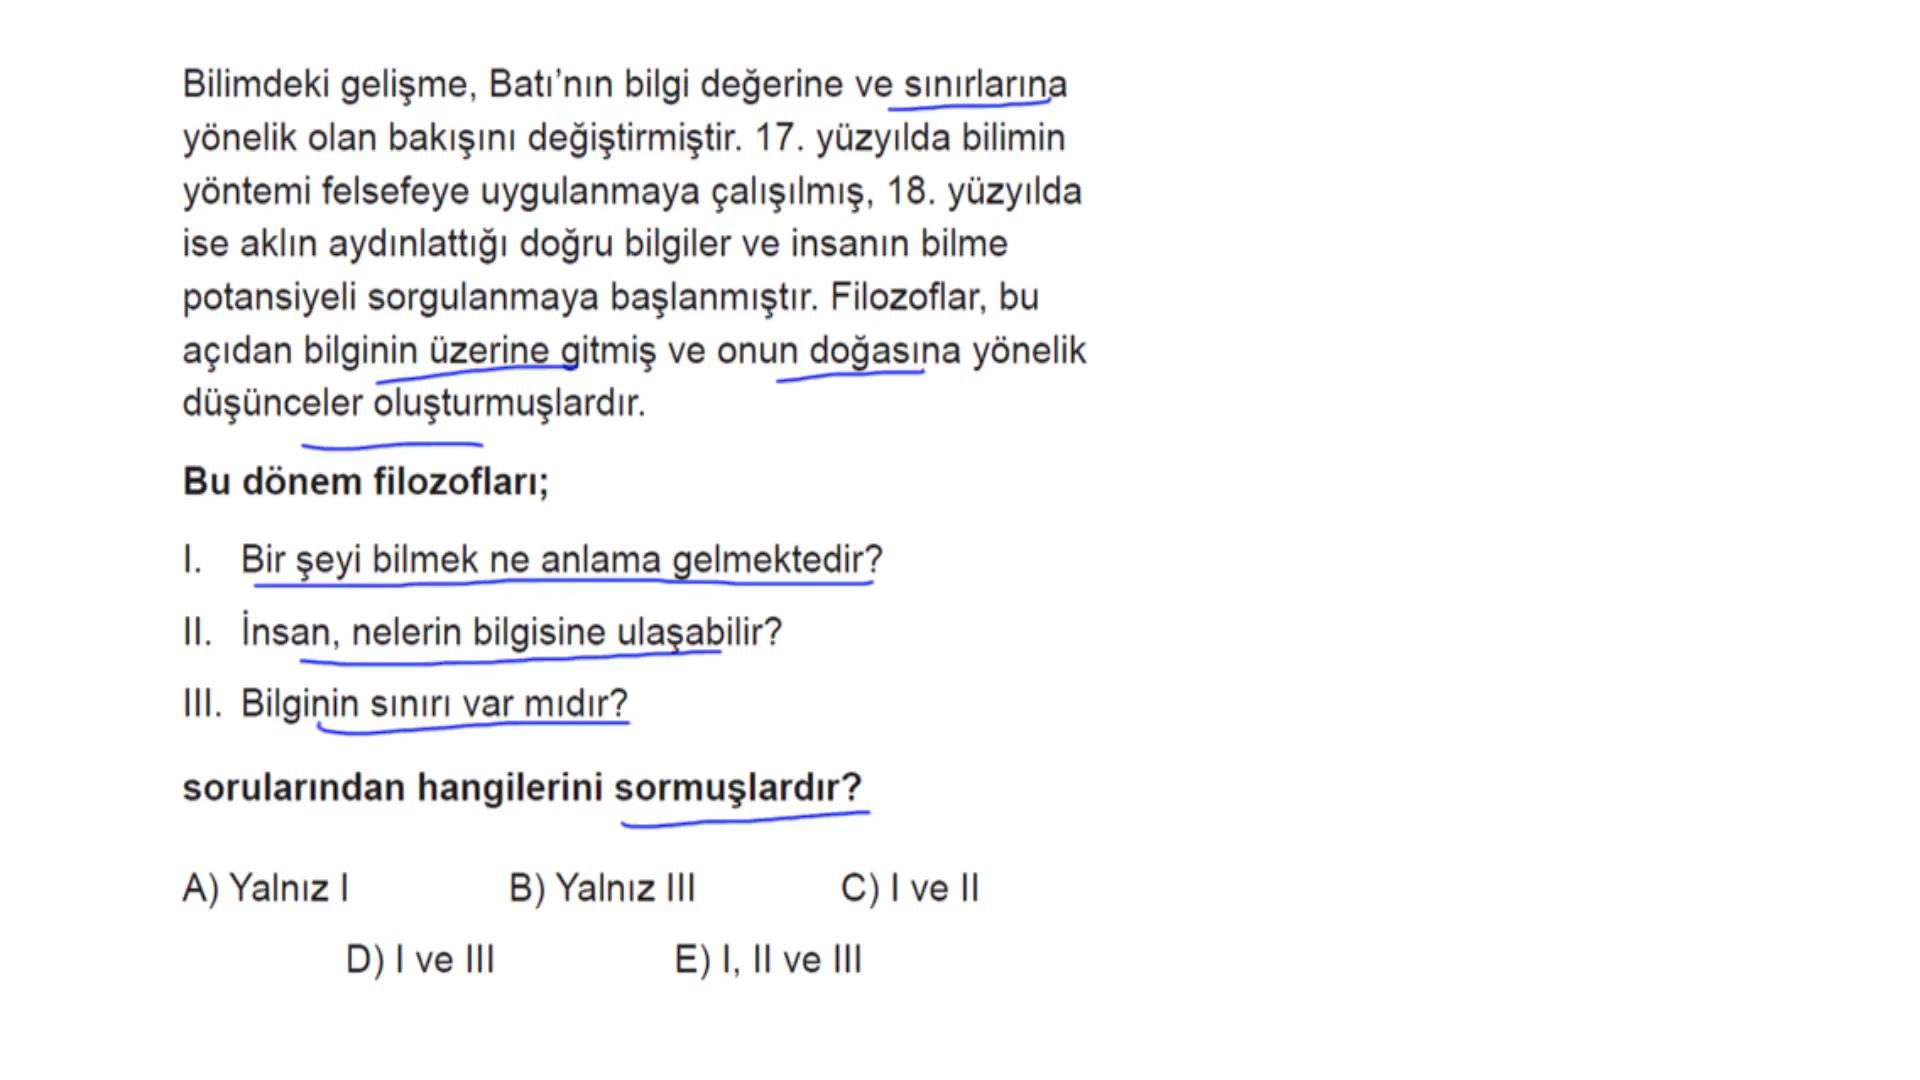 Bilimdeki gelişme, Batı’nın bilgi değerine ve sınırlarına
yönelik olan bakışını değiştirmiştir. 17. yüzyılda bilimin
yöntemi felsefeye uygulanmaya çalışılmış, 18. yüzyılda
ise aklın aydınlattığı doğru bilgiler ve insanın bilme
potansiyeli sorgulanmaya başlanmıştır. Filozoflar, bu
açıdan bilginin üzerine gitmiş ve onun doğasına yönelik
düşünceler oluşturmuşlardır.
Bu dönem filozofları;
I. Bir şeyi bilmek ne anlama gelmektedir?
II. İnsan, nelerin bilgisine ulaşabilir?
III. Bilginin sınırı var mıdır?
sorularından hangilerini sormuşlardır?
A) Yalnız I B) Yalnız III C) I ve II
D) I ve III E) I, II ve III